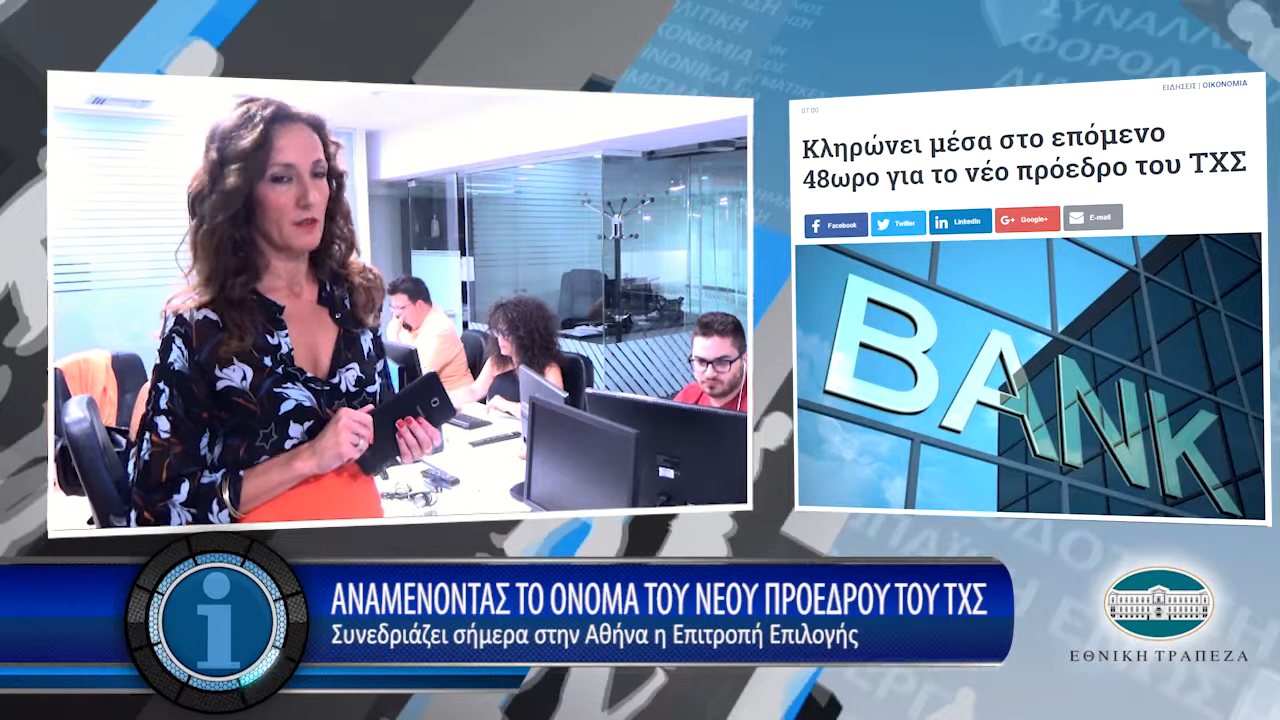 ΕΙΔΗΣΕΙΣ | ΟΙΚΟΝΟΜΙΑ
07:00
Κληρώνει μέσα στο επόμενο
48ωρο για το νέο πρόεδρο του ΤΧΣ
Facebook
Twitter
LinkedIn
Google+
E-mail
BANK
ΑΝΑΜΕΝΟΝΤΑΣ ΤΟ ΟΝΟΜΑ ΤΟΥ ΝΕΟΥ ΠΡΟΕΔΡΟΥ ΤΟΥ ΤΧΣ
Συνεδριάζει σήμερα στην Αθήνα η Επιτροπή Επιλογής
ΕΘΝΙΚΗ ΤΡΑΠΕΖΑ